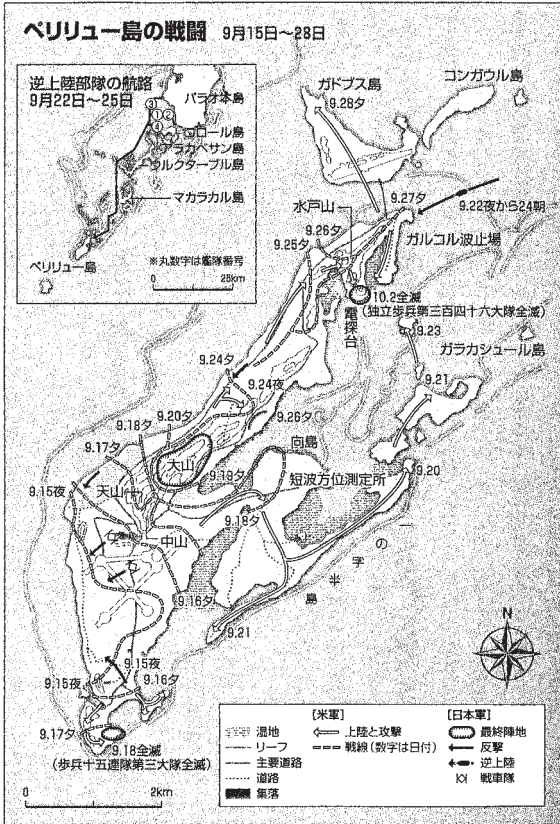 ペリリュー島の戦闘 9月15日～28日
逆上陸部隊の航路
9月22日～25日
パラオ本島
③
①②
④
コロール島
アラカベサン島
ウルクターブル島
マカラカル島
ペリリュー島
※丸数字は艇隊番号
0 25km
ガドブス島
9.28夕
コンガウル島
水戸山
9.27夕
9.22夜から24朝
9.26夕
9.25夕
ガルコル波止場
10.2全滅
(独立歩兵第三百四十六大隊全滅)
電探台
9.23
ガラカシュール島
9.21
9.24夕
9.24夜
9.20夕
9.18夕
9.26夕
9.17夕
向島
大山
9.19夕
9.20
9.15夜
天山
短波方位測定所
9.18夕
中山
一字の半島
9.16夕
9.21
N
9.15夜
9.15夜
9.16夕
9.17夕
9.18全滅
(歩兵十五連隊第三大隊全滅)
0 2km
[米軍] [日本軍]
湿地 上陸と攻撃 最終陣地
リーフ 戦線(数字は日付) 反撃
主要道路 逆上陸
道路 戦車隊
集落